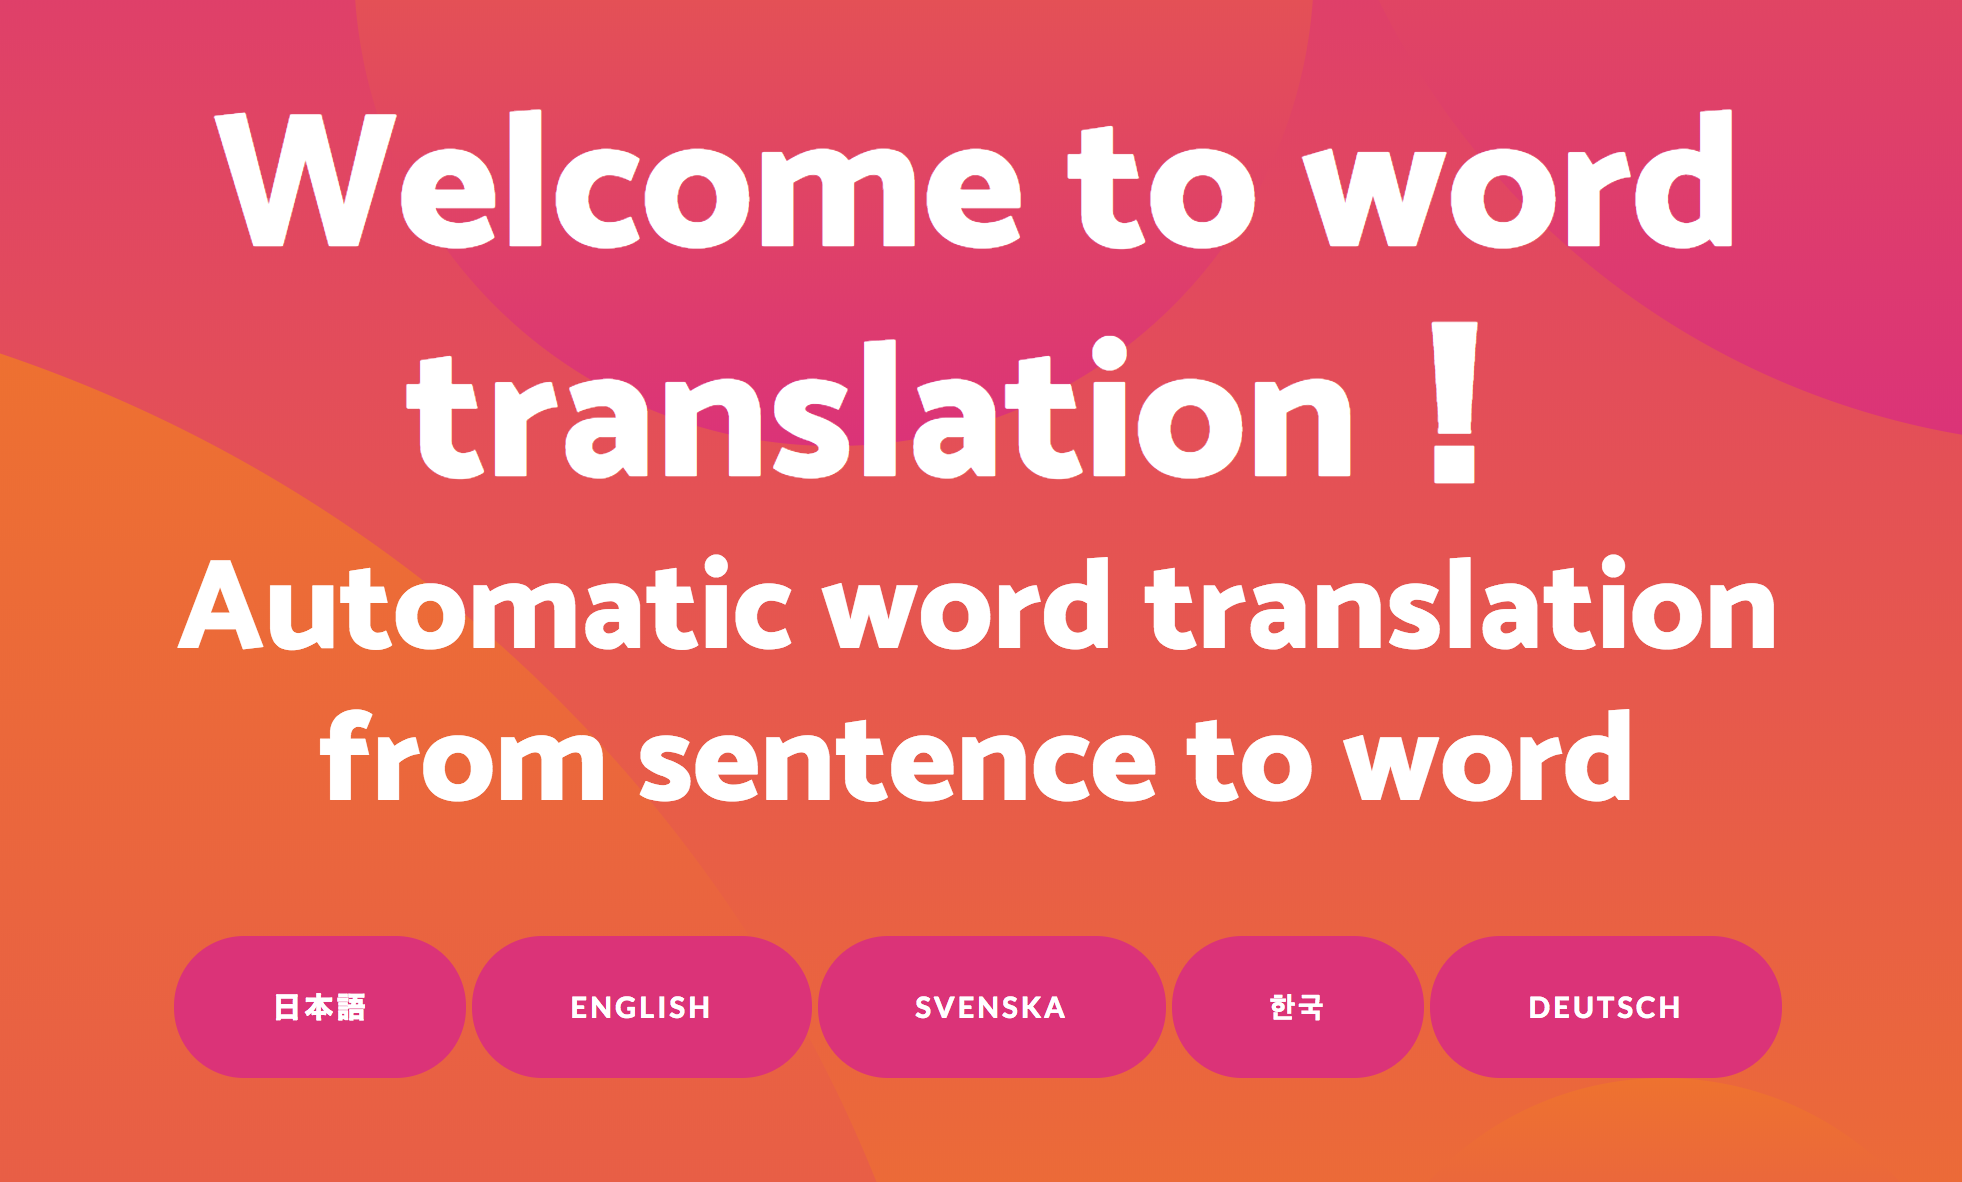 Welcome to word
translation！
Automatic word translation
from sentence to word
日本語 ENGLISH SVENSKA 한국 DEUTSCH